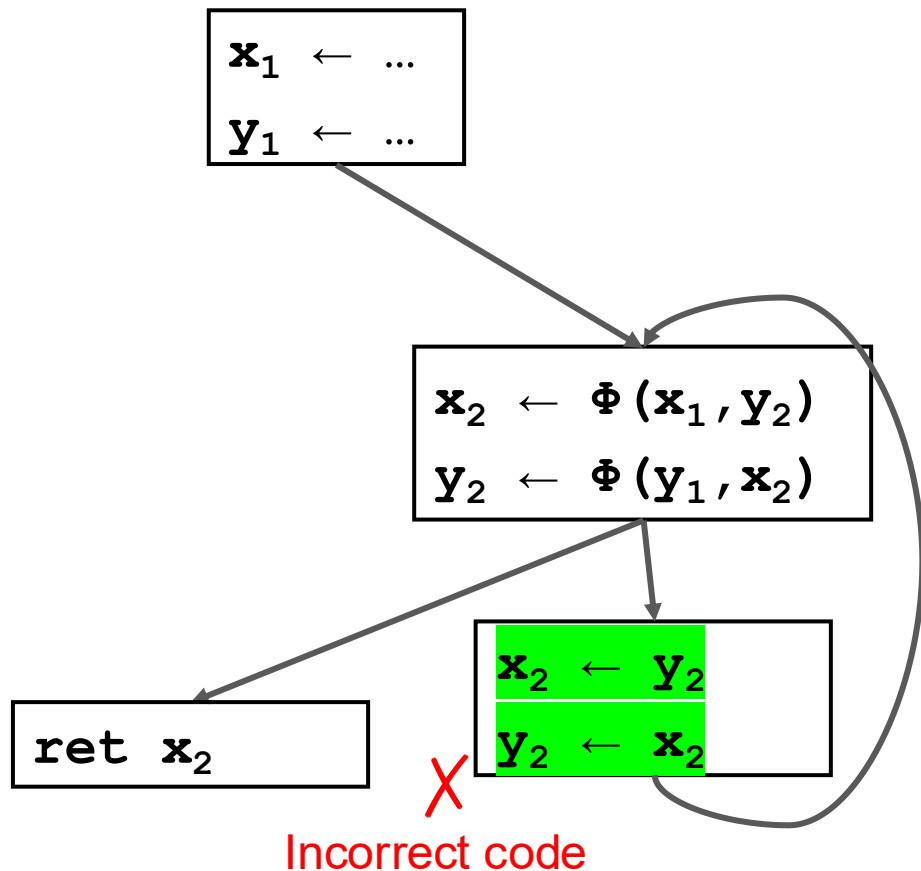 x₁ ← …
y₁ ← …
x₂ ← Φ(x₁,y₂)
y₂ ← Φ(y₁,x₂)
x₂ ← y₂
y₂ ← x₂
ret x₂
Incorrect code